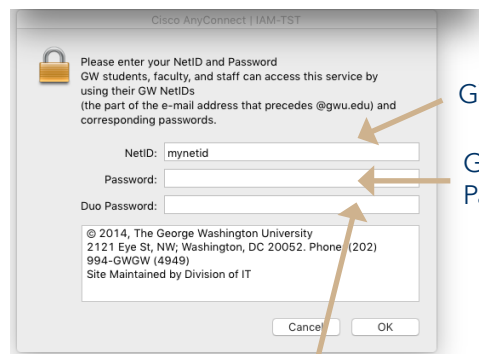 Cisco AnyConnect | IAM-TST
Please enter your NetID and Password
GW students, faculty, and staff can access this service by
using their GW NetIDs
(the part of the e-mail address that precedes @gwu.edu) and
corresponding passwords.
G
NetID: mynetid
G
Password:
Pa
Duo Password:
© 2014, The George Washington University
2121 Eye St, NW; Washington, DC 20052. Phone: (202)
994-GWGW (4949)
Site Maintained by Division of IT
Cancel
OK